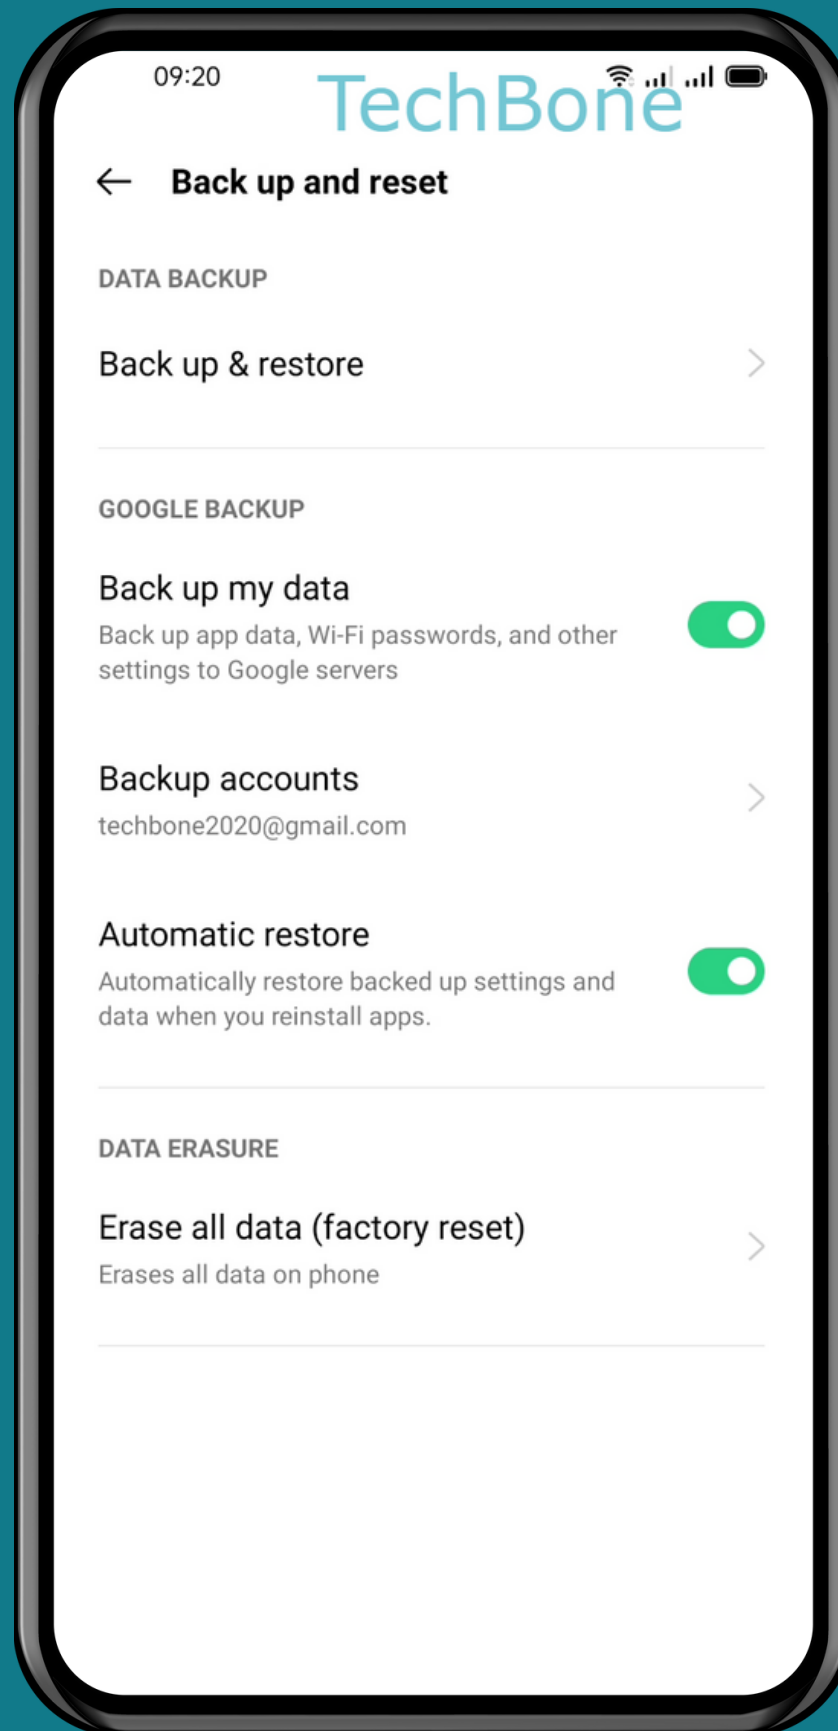 09:20
TechBone
Back up and reset
DATA BACKUP
Back up & restore
GOOGLE BACKUP
Back up my data
Back up app data, Wi-Fi passwords, and other
settings to Google servers
Backup accounts
techbone2020@gmail.com
Automatic restore
Automatically restore backed up settings and
data when you reinstall apps.
DATA ERASURE
Erase all data (factory reset)
Erases all data on phone